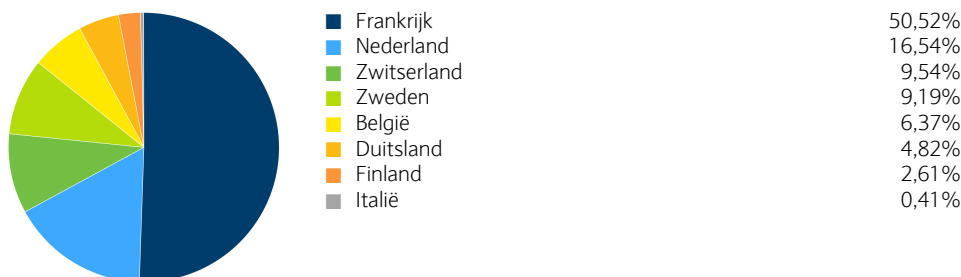 Frankrijk 50,52%
Nederland 16,54%
Zwitserland 9,54%
Zweden 9,19%
België 6,37%
Duitsland 4,82%
Finland 2,61%
Italië 0,41%